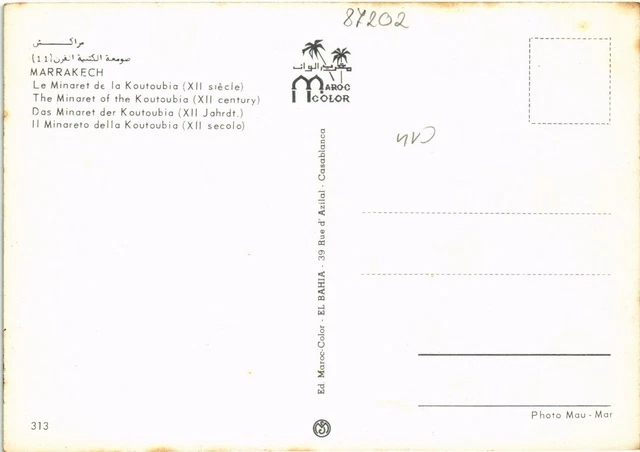 87202
مراكــش
صومعة الكتبية القرن (11)
MARRAKECH
Le Minaret de la Koutoubia (XII siècle)
The Minaret of the Koutoubia (XII century)
Das Minaret der Koutoubia (XII Jahrdt.)
Il Minareto della Koutoubia (XII secolo)
MAROC
COLOR
Ed. Maroc-Color - EL BAHIA - 39 Rue d'Azilal - Casablanca
Photo Mau - Mar
313